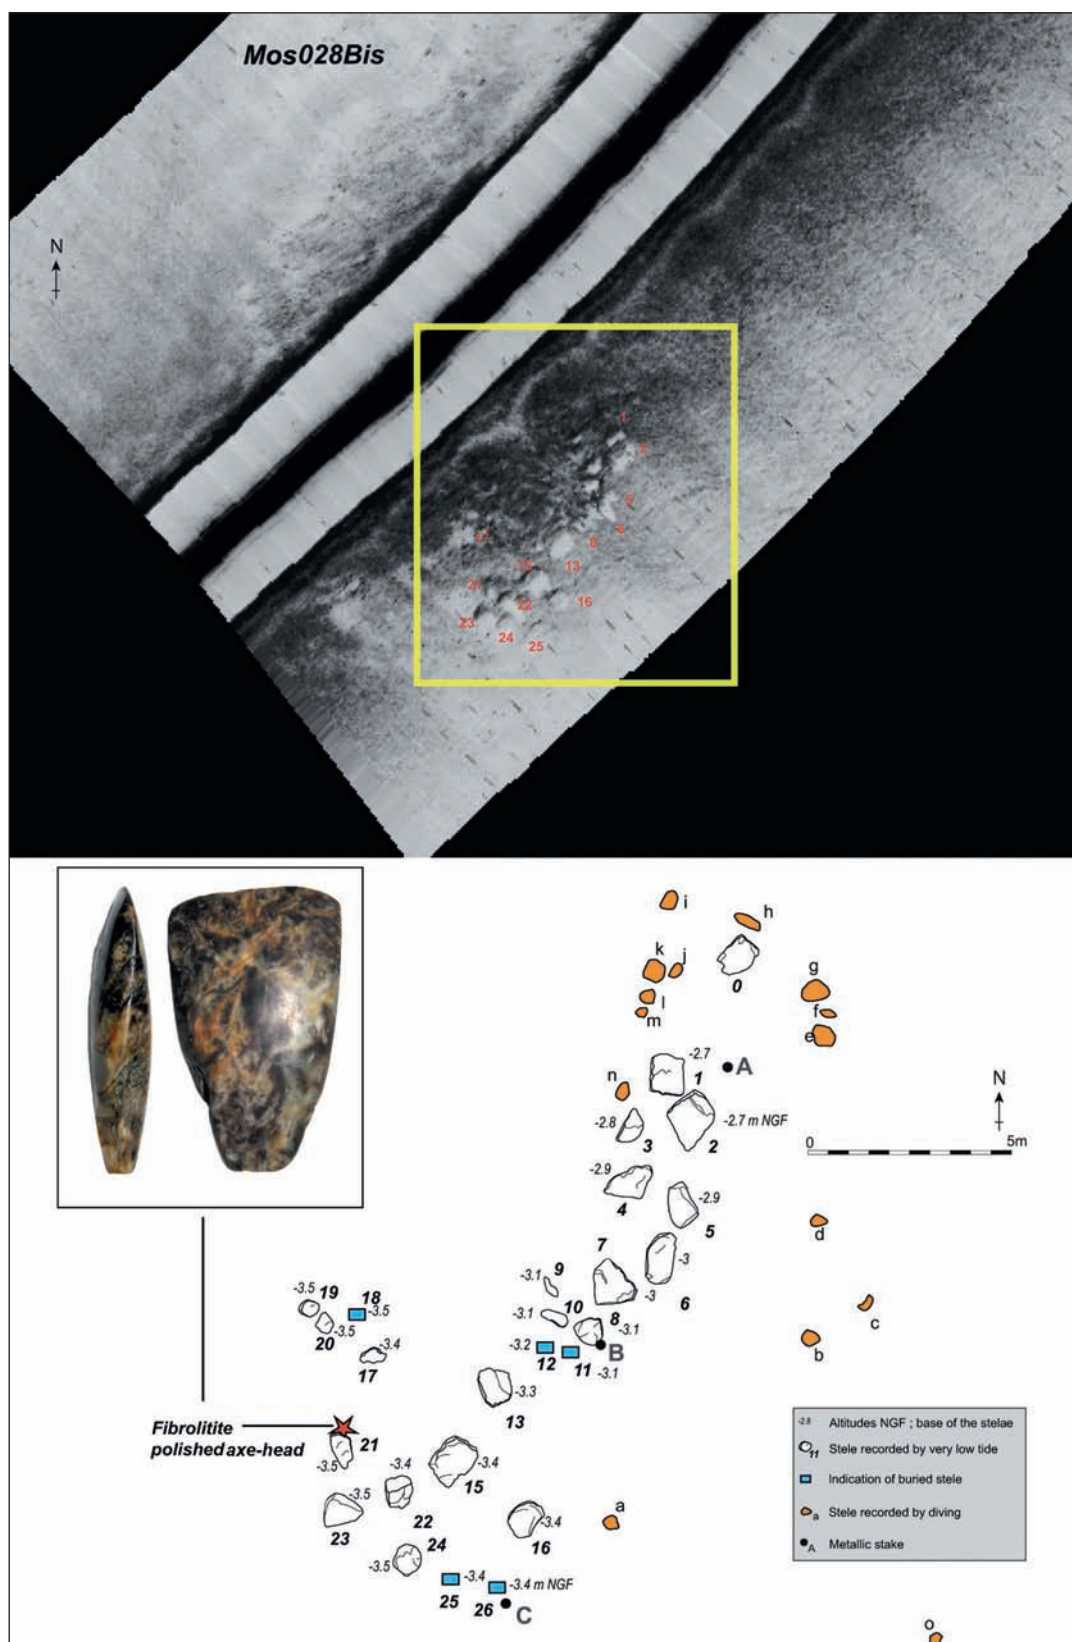 Mos028Bis
N
1
5
6
8
13
16
22
21
23
24
25
i
h
k
j
0
g
l
f
m
e
-2.7
A
1
n
N
-2.8
3
-2.7 m NGF
2
0
5m
-2.9
4
-2.9
5
d
7
-3.1
9
-3
6
c
-3.5
19
18
-3.5
-3
10
-3.1
8
-3.1
b
-3.5
20
-3.4
17
-3.2
12
11
B
-3.1
-3.3
13
Fibrolitite
polished axe-head
21
-3.5
-3.4
-3.4
15
-3.5
22
23
24
-3.4
16
a
-3.5
-3.4
25
-3.4 m NGF
26
C
o
-2.8 Altitudes NGF ; base of the stelae
11 Stele recorded by very low tide
Indication of buried stele
a Stele recorded by diving
A Metallic stake